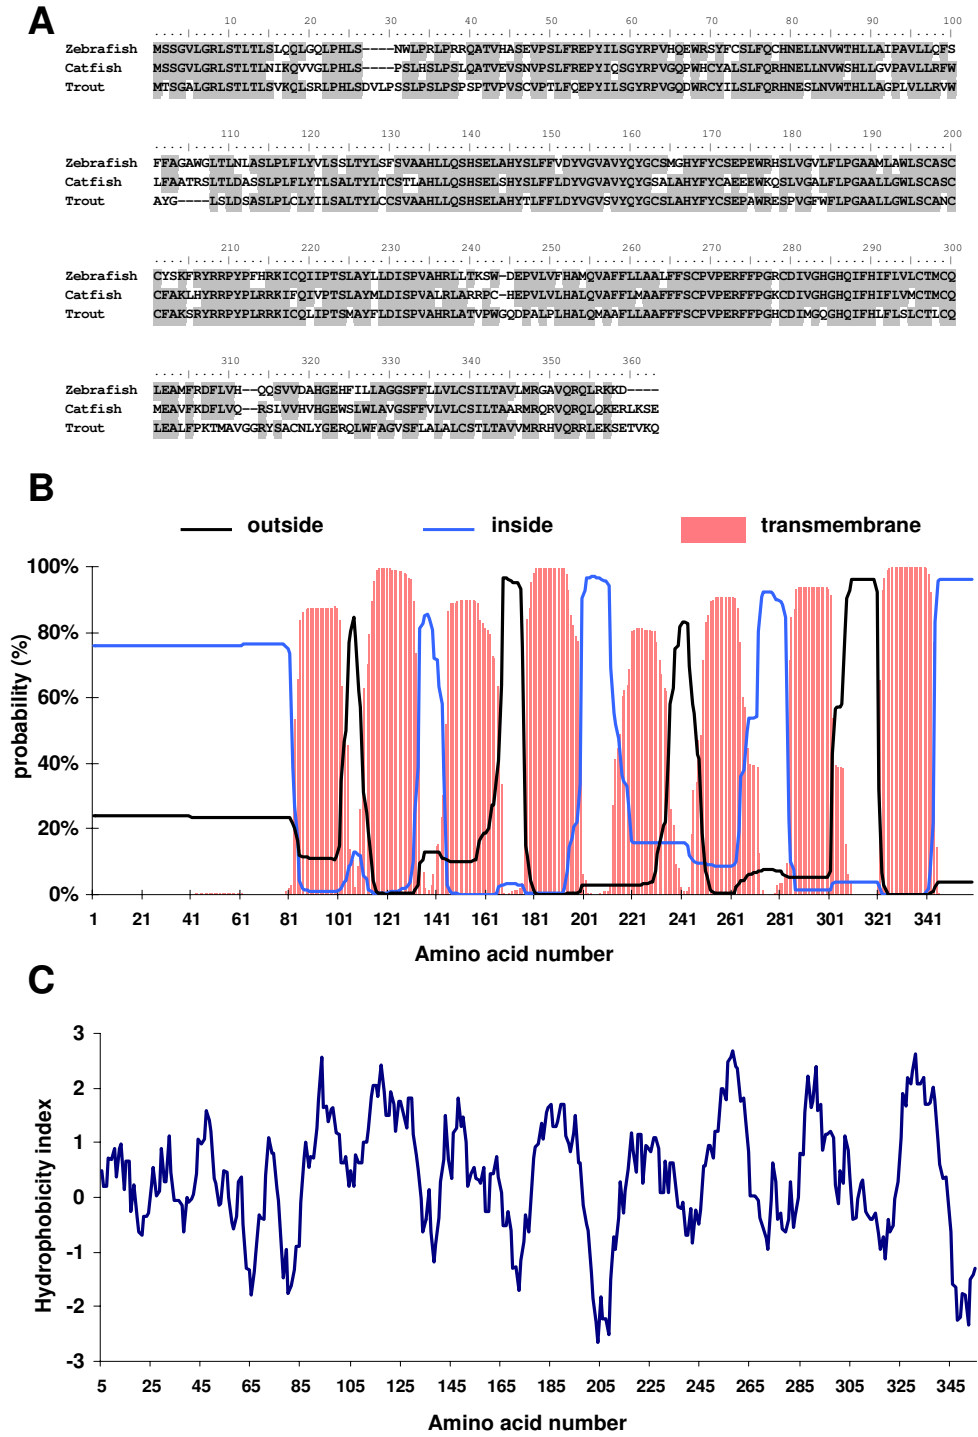 A
10 20 30 40 50 60 70 80 90 100
Zebrafish MSSGVLGRLSTLTLSLQQLGQLPHLS----NWLPRLPRRQATVHASEVPSLFREPYILSGYRPVHQEWRSYFCSLFQCHNELLNVWTHLLAIPAVLLQFS
Catfish MSSGVLGRLSTLTLNIKQVVGLPHLS----PSLHSLPSLQATVEVSNVPSLFREPYIQSGYRPVGQPWHCYALSLFQRHNELLNVWSHLLGVPAVLLRFW
Trout MTSGALGRLSTLTLSVKQLSRLPHLSDVLPSSLPSLPSPSPTVPVSCVPTLFQEPYILSGYRPVGQDWRCYILSLFQRHNESLNVWTHLLAGPLVLLRVW
110 120 130 140 150 160 170 180 190 200
Zebrafish FFAGAWGLTLNLASLPLFLYVLSSLTYLSFSVAAHLLQSHSELAHYSLFFVDYVGVAVYQYGCSMGHYFYCSEPEWRHSLVGVLFLPGAAMLAWLSCASC
Catfish LFAATRSLTLDASSLPLFLYTLSALTYLTCSTLAHLLQSHSELSHYSLFFLDYVGVAVYQYGSALAHYFYCAEEEWKQSLVGALFLPGAALLGWLSCASC
Trout AYG----LSLDSASLPLCLYILSALTYLCCSVAAHLLQSHSELAHYTLFFLDYVGVSVYQYGCSLAHYFYCSEPAWRESPVGFWFLPGAALLGWLSCANC
210 220 230 240 250 260 270 280 290 300
Zebrafish CYSKFRYRRPYPFHRKICQIIPTSLAYLLDISPVAHRLLTKSW-DEPVLVFHAMQVAFFLLAALFFSCPVPERFFPGRCDIVGHGHQIFHIFLVLCTMCQ
Catfish CFAKLHYRRPYPLRRKIFQIVPTSLAYMLDISPVALRLARRPC-HEPVLVLHALQVAFFLMAAFFFSCPVPERFFPGKCDIVGHGHQIFHIFLVMCTMCQ
Trout CFAKSRYRRPYPLRRKICQLIPTSMAYFLDISPVAHRLATVPWGQDPALPLHALQMAAFFLLAAFFFSCPVPERFFPGHCDIMGQGHQIFHLFLSLCTLCQ
310 320 330 340 350 360
Zebrafish LEAMFRDFLVH--QQSVVDAHGEHFILLAGGSFFLLVLCSILTAVLMRGAVQRQLRKKD----
Catfish MEAVFKDFLVQ--RSLVVHVHGEWSLWLAVGSFFVLVLCSILTAARMRQRVQRQLQKERLKSE
Trout LEALFPKTMAVGGRYSACNLYGERQLWFAGVSFLALALCSTLTAVVMRRHVQRRLEKSETVKQ
B
outside inside transmembrane
probability (%)
100%
80%
60%
40%
20%
0%
1 21 41 61 81 101 121 141 161 181 201 221 241 261 281 301 321 341
Amino acid number
C
Hydrophobicity index
3
2
1
0
-1
-2
-3
5 25 45 65 85 105 125 145 165 185 205 225 245 265 285 305 325 345
Amino acid number